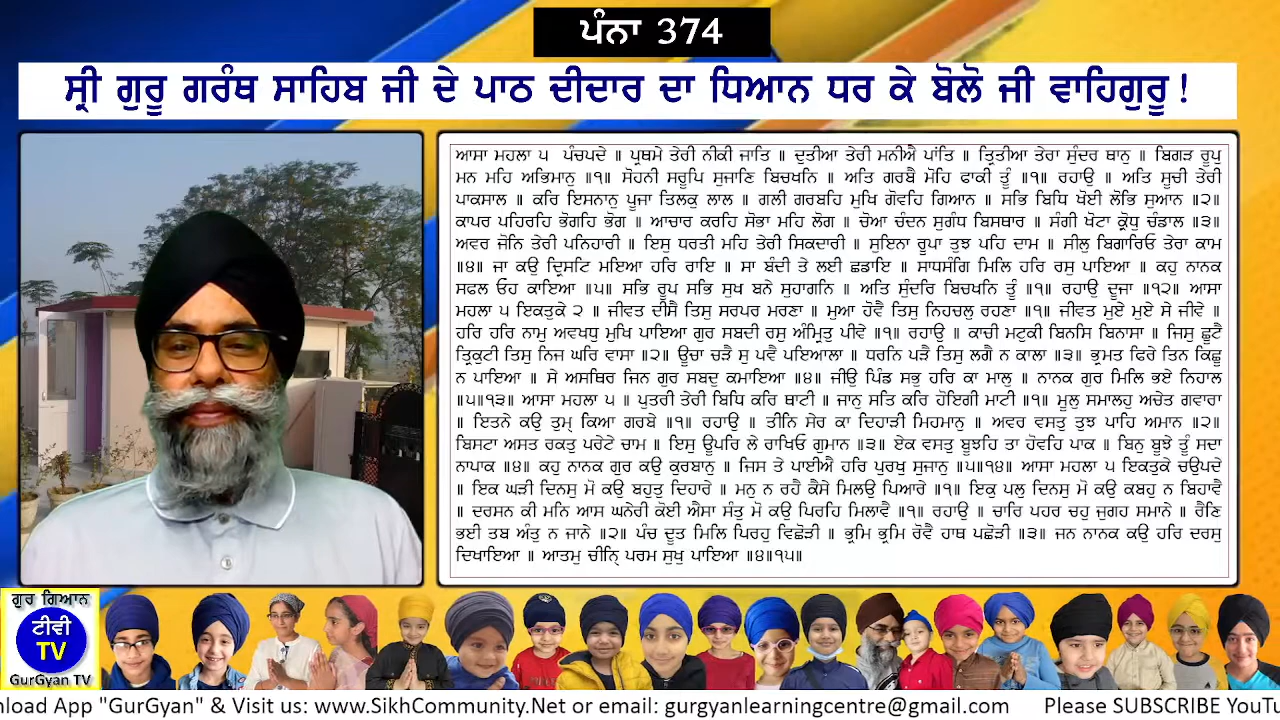 ਪੰਨਾ 374
ਸ੍ਰੀ ਗੁਰੂ ਗਰੰਥ ਸਾਹਿਬ ਜੀ ਦੇ ਪਾਠ ਦੀਦਾਰ ਦਾ ਧਿਆਨ ਧਰ ਕੇ ਬੋਲੋ ਜੀ ਵਾਹਿਗੁਰੂ !
ਆਸਾ ਮਹਲਾ ੫ ਪੰਚਪਦੇ ॥ ਪ੍ਰਥਮੇ ਤੇਰੀ ਨੀਕੀ ਜਾਤਿ ॥ ਦੁਤੀਆ ਤੇਰੀ ਮਨੀਐ ਪਾਂਤਿ ॥ ਤ੍ਰਿਤੀਆ ਤੇਰਾ ਸੁੰਦਰ ਥਾਨੁ ॥ ਬਿਗੜ ਰੂਪੁ
ਮਨ ਮਹਿ ਅਭਿਮਾਨੁ ॥੧॥ ਸੋਹਨੀ ਸਰੂਪਿ ਸੁਜਾਣਿ ਬਿਚਖਨਿ ॥ ਅਤਿ ਗਰਬੈ ਮੋਹਿ ਫਾਕੀ ਤੂੰ ॥੧॥ ਰਹਾਉ ॥ ਅਤਿ ਸੂਚੀ ਤੇਰੀ
ਪਾਕਸਾਲ ॥ ਕਰਿ ਇਸਨਾਨੁ ਪੂਜਾ ਤਿਲਕੁ ਲਾਲ ॥ ਗਲੀ ਗਰਬਹਿ ਮੁਖਿ ਗੋਵਹਿ ਗਿਆਨ ॥ ਸਭਿ ਬਿਧਿ ਖੋਈ ਲੋਭਿ ਸੁਆਨ ॥੨॥
ਕਾਪਰ ਪਹਿਰਹਿ ਭੋਗਹਿ ਭੋਗ ॥ ਆਚਾਰ ਕਰਹਿ ਸੋਭਾ ਮਹਿ ਲੋਗ ॥ ਚੋਆ ਚੰਦਨ ਸੁਗੰਧ ਬਿਸਥਾਰ ॥ ਸੰਗੀ ਖੋਟਾ ਕ੍ਰੋਧੁ ਚੰਡਾਲ ॥੩॥
ਅਵਰ ਜੋਨਿ ਤੇਰੀ ਪਨਿਹਾਰੀ ॥ ਇਸੁ ਧਰਤੀ ਮਹਿ ਤੇਰੀ ਸਿਕਦਾਰੀ ॥ ਸੁਇਨਾ ਰੂਪਾ ਤੁਝ ਪਹਿ ਦਾਮ ॥ ਸੀਲੁ ਬਿਗਾਰਿਓ ਤੇਰਾ ਕਾਮ
॥੪॥ ਜਾ ਕਉ ਦ੍ਰਿਸਟਿ ਮਇਆ ਹਰਿ ਰਾਇ ॥ ਸਾ ਬੰਦੀ ਤੇ ਲਈ ਛਡਾਇ ॥ ਸਾਧਸੰਗਿ ਮਿਲਿ ਹਰਿ ਰਸੁ ਪਾਇਆ ॥ ਕਹੁ ਨਾਨਕ
ਸਫਲ ਓਹ ਕਾਇਆ ॥੫॥ ਸਭਿ ਰੂਪ ਸਭਿ ਸੁਖ ਬਨੇ ਸੁਹਾਗਨਿ ॥ ਅਤਿ ਸੁੰਦਰਿ ਬਿਚਖਨਿ ਤੂੰ ॥੧॥ ਰਹਾਉ ਦੂਜਾ ॥੧੨॥ ਆਸਾ
ਮਹਲਾ ੫ ਇਕਤੁਕੇ ੨ ॥ ਜੀਵਤ ਦੀਸੈ ਤਿਸੁ ਸਰਪਰ ਮਰਣਾ ॥ ਮੁਆ ਹੋਵੈ ਤਿਸੁ ਨਿਹਚਲੁ ਰਹਣਾ ॥੧॥ ਜੀਵਤ ਮੁਏ ਮੁਏ ਸੇ ਜੀਵੇ ॥
ਹਰਿ ਹਰਿ ਨਾਮੁ ਅਵਖਧੁ ਮੁਖਿ ਪਾਇਆ ਗੁਰ ਸਬਦੀ ਰਸੁ ਅੰਮ੍ਰਿਤੁ ਪੀਵੇ ॥੧॥ ਰਹਾਉ ॥ ਕਾਚੀ ਮਟੁਕੀ ਬਿਨਸਿ ਬਿਨਾਸਾ ॥ ਜਿਸੁ ਛੂਟੈ
ਤ੍ਰਿਕੁਟੀ ਤਿਸੁ ਨਿਜ ਘਰਿ ਵਾਸਾ ॥੨॥ ਊਚਾ ਚੜੈ ਸੁ ਪਵੈ ਪਇਆਲਾ ॥ ਧਰਨਿ ਪੜੈ ਤਿਸੁ ਲਗੈ ਨ ਕਾਲਾ ॥੩॥ ਭ੍ਰਮਤ ਫਿਰੇ ਤਿਨ ਕਿਛੂ
ਨ ਪਾਇਆ ॥ ਸੇ ਅਸਥਿਰ ਜਿਨ ਗੁਰ ਸਬਦੁ ਕਮਾਇਆ ॥੪॥ ਜੀਉ ਪਿੰਡ ਸਭੁ ਹਰਿ ਕਾ ਮਾਲੁ ॥ ਨਾਨਕ ਗੁਰ ਮਿਲਿ ਭਏ ਨਿਹਾਲ
॥੫॥੧੩॥ ਆਸਾ ਮਹਲਾ ੫ ॥ ਪੁਤਰੀ ਤੇਰੀ ਬਿਧਿ ਕਰਿ ਥਾਟੀ ॥ ਜਾਨੁ ਸਤਿ ਕਰਿ ਹੋਇਗੀ ਮਾਟੀ ॥੧॥ ਮੂਲੁ ਸਮਾਲਹੁ ਅਚੇਤ ਗਵਾਰਾ
॥ ਇਤਨੇ ਕਉ ਤੁਮ੍ ਕਿਆ ਗਰਬੇ ॥੧॥ ਰਹਾਉ ॥ ਤੀਨਿ ਸੇਰ ਕਾ ਦਿਹਾੜੀ ਮਿਹਮਾਨੁ ॥ ਅਵਰ ਵਸਤੁ ਤੁਝ ਪਾਹਿ ਅਮਾਨ ॥੨॥
ਬਿਸਟਾ ਅਸਤ ਰਕਤੁ ਪਰੇਟੇ ਚਾਮ ॥ ਇਸੁ ਊਪਰਿ ਲੇ ਰਾਖਿਓ ਗੁਮਾਨ ॥੩॥ ਏਕ ਵਸਤੁ ਬੂਝਹਿ ਤਾ ਹੋਵਹਿ ਪਾਕ ॥ ਬਿਨੁ ਬੂਝੇ ਤੂੰ ਸਦਾ
ਨਾਪਾਕ ॥੪॥ ਕਹੁ ਨਾਨਕ ਗੁਰ ਕਉ ਕੁਰਬਾਨੁ ॥ ਜਿਸ ਤੇ ਪਾਈਐ ਹਰਿ ਪੁਰਖੁ ਸੁਜਾਨੁ ॥੫॥੧੪॥ ਆਸਾ ਮਹਲਾ ੫ ਇਕਤੁਕੇ ਚਉਪਦੇ
॥ ਇਕ ਘੜੀ ਦਿਨਸੁ ਮੋ ਕਉ ਬਹੁਤੁ ਦਿਹਾਰੇ ॥ ਮਨੁ ਨ ਰਹੈ ਕੈਸੇ ਮਿਲਉ ਪਿਆਰੇ ॥੧॥ ਇਕੁ ਪਲੁ ਦਿਨਸੁ ਮੋ ਕਉ ਕਬਹੁ ਨ ਬਿਹਾਵੈ
॥ ਦਰਸਨ ਕੀ ਮਨਿ ਆਸ ਘਨੇਰੀ ਕੋਈ ਐਸਾ ਸੰਤੁ ਮੋ ਕਉ ਪਿਰਹਿ ਮਿਲਾਵੈ ॥੧॥ ਰਹਾਉ ॥ ਚਾਰਿ ਪਹਰ ਚਹੁ ਜੁਗਹ ਸਮਾਨੇ ॥ ਰੈਣਿ
ਭਈ ਤਬ ਅੰਤੁ ਨ ਜਾਨੇ ॥੨॥ ਪੰਚ ਦੂਤ ਮਿਲਿ ਪਿਰਹੁ ਵਿਛੋੜੀ ॥ ਭ੍ਰਮਿ ਭ੍ਰਮਿ ਰੋਵੈ ਹਾਥ ਪਛੋੜੀ ॥੩॥ ਜਨ ਨਾਨਕ ਕਉ ਹਰਿ ਦਰਸੁ
ਦਿਖਾਇਆ ॥ ਆਤਮੁ ਚੀਨ੍ਹਿ ਪਰਮ ਸੁਖੁ ਪਾਇਆ ॥੪॥੧੫॥
ਗੁਰ ਗਿਆਨ
ਟੀਵੀ
TV
GurGyan TV
nload App "GurGyan" & Visit us: www.SikhCommunity.Net or email: gurgyanlearningcentre@gmail.com Please SUBSCRIBE YouTu